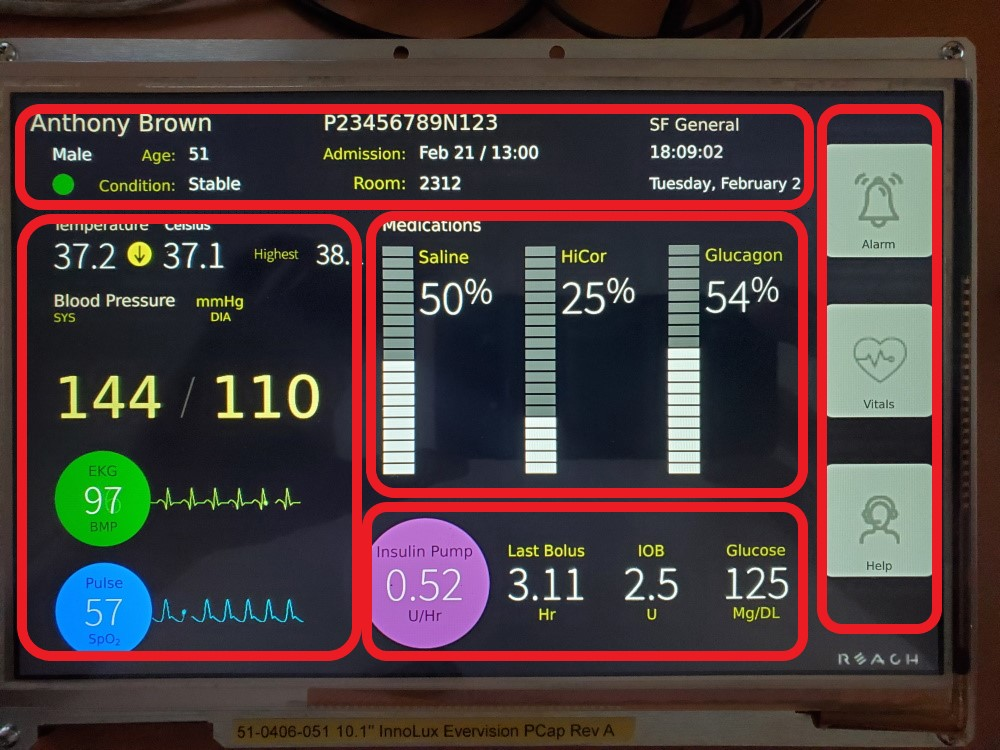 Anthony Brown P23456789N123 SF General
Male Age: 51 Admission: Feb 21 / 13:00 18:09:02
Condition: Stable Room: 2312 Tuesday, February 2
Temperature Celsius
37.2 37.1 Highest 38.
Blood Pressure mmHg
SYS DIA
144 / 110
EKG
97
BMP
Pulse
57
SpO₂
Medications
Saline HiCor Glucagon
50% 25% 54%
Insulin Pump Last Bolus IOB Glucose
0.52 3.11 2.5 125
U/Hr Hr U Mg/DL
Alarm
Vitals
Help
REACH
51-0406-051 10.1" InnoLux Evervision PCap Rev A